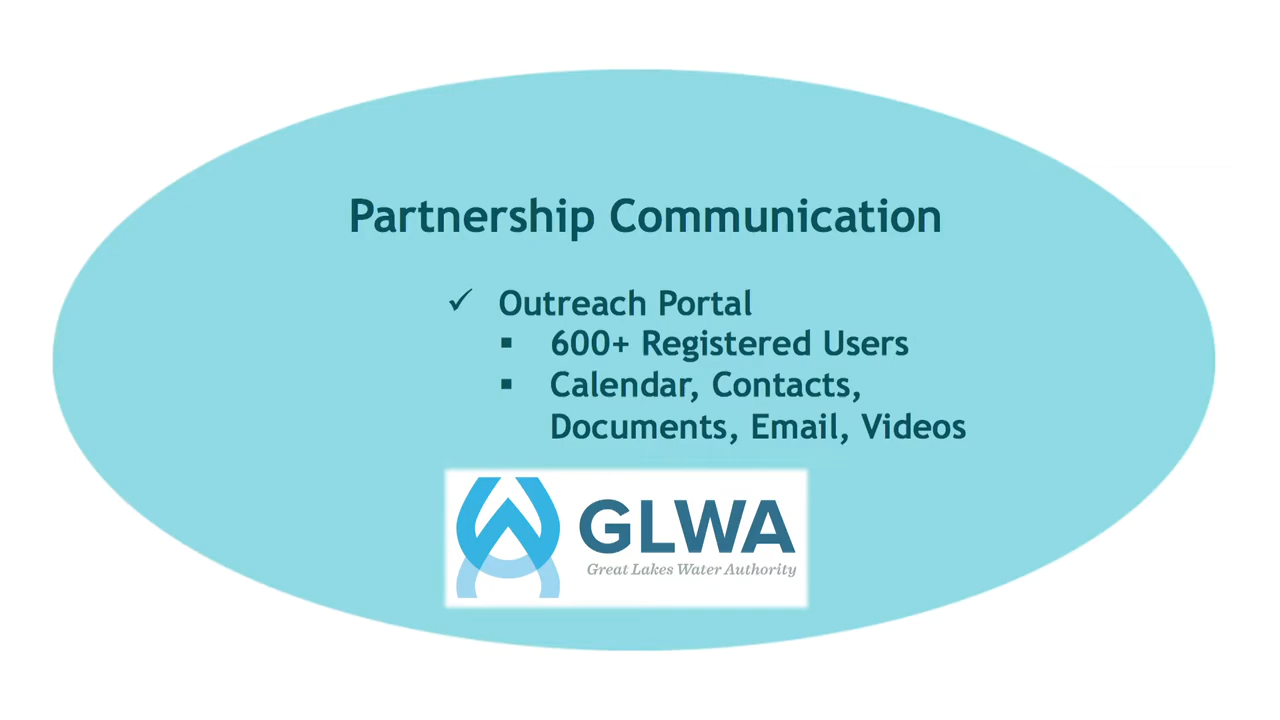 Partnership Communication
✓ Outreach Portal
▪ 600+ Registered Users
▪ Calendar, Contacts,
Documents, Email, Videos
GLWA
Great Lakes Water Authority